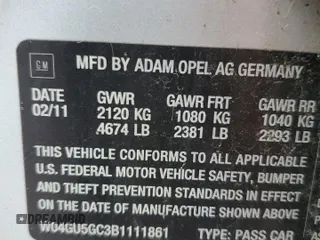 GM
MFD BY ADAM OPEL AG GERMANY
DATE GVWR GAWR FRT GAWR RR
02/11 2120 KG 1080 KG 1040 KG
4674 LB 2381 LB 2293 LB
THIS VEHICLE CONFORMS TO ALL APPLICABLE
U.S. FEDERAL MOTOR VEHICLE SAFETY, BUMPER
AND THEFT PREVENTION STANDARDS IN EFFECT
ON THE DATE OF MANUFACTURE SHOWN ABOVE
W04GU5GC3B1111861 TYPE: PASS CAR